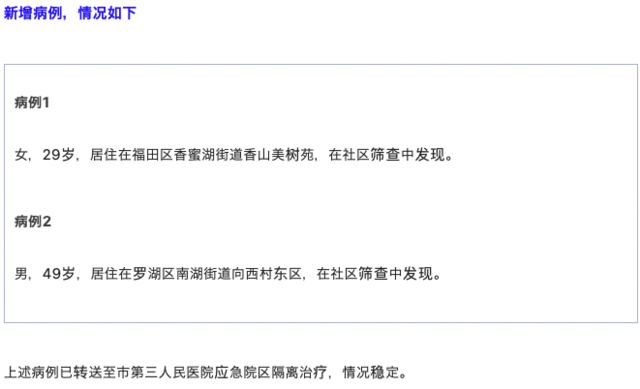 新增病例，情况如下
病例1
女，29岁，居住在福田区香蜜湖街道香山美树苑，在社区筛查中发现。
病例2
男，49岁，居住在罗湖区南湖街道向西村东区，在社区筛查中发现。
上述病例已转送至市第三人民医院应急院区隔离治疗，情况稳定。